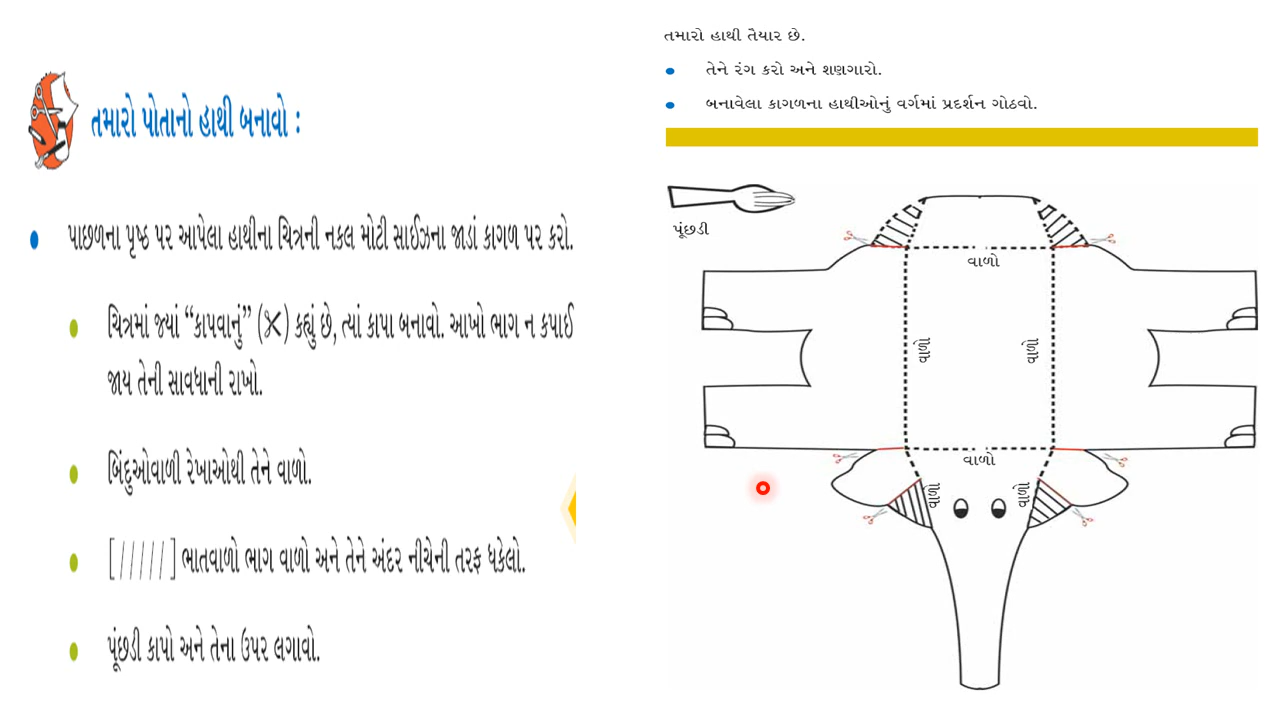 તમારો પોતાનો હાથી બનાવો :
પાછળના પૃષ્ઠ પર આપેલા હાથીના ચિત્રની નકલ મોટી સાઈઝના જાડાં કાગળ પર કરો.
ચિત્રમાં જ્યાં “કાપવાનું” (✂) કહ્યું છે, ત્યાં કાપા બનાવો. આખો ભાગ ન કપાઈ
જાય તેની સાવધાની રાખો.
બિંદુઓવાળી રેખાઓથી તેને વાળો.
[/////] ભાતવાળો ભાગ વાળો અને તેને અંદર નીચેની તરફ ધકેલો.
પૂંછડી કાપો અને તેના ઉપર લગાવો.
તમારો હાથી તૈયાર છે.
તેને રંગ કરો અને શણગારો.
બનાવેલા કાગળના હાથીઓનું વર્ગમાં પ્રદર્શન ગોઠવો.
પૂંછડી
વાળો
વાળો
વાળો
વાળો
વાળો
વાળો